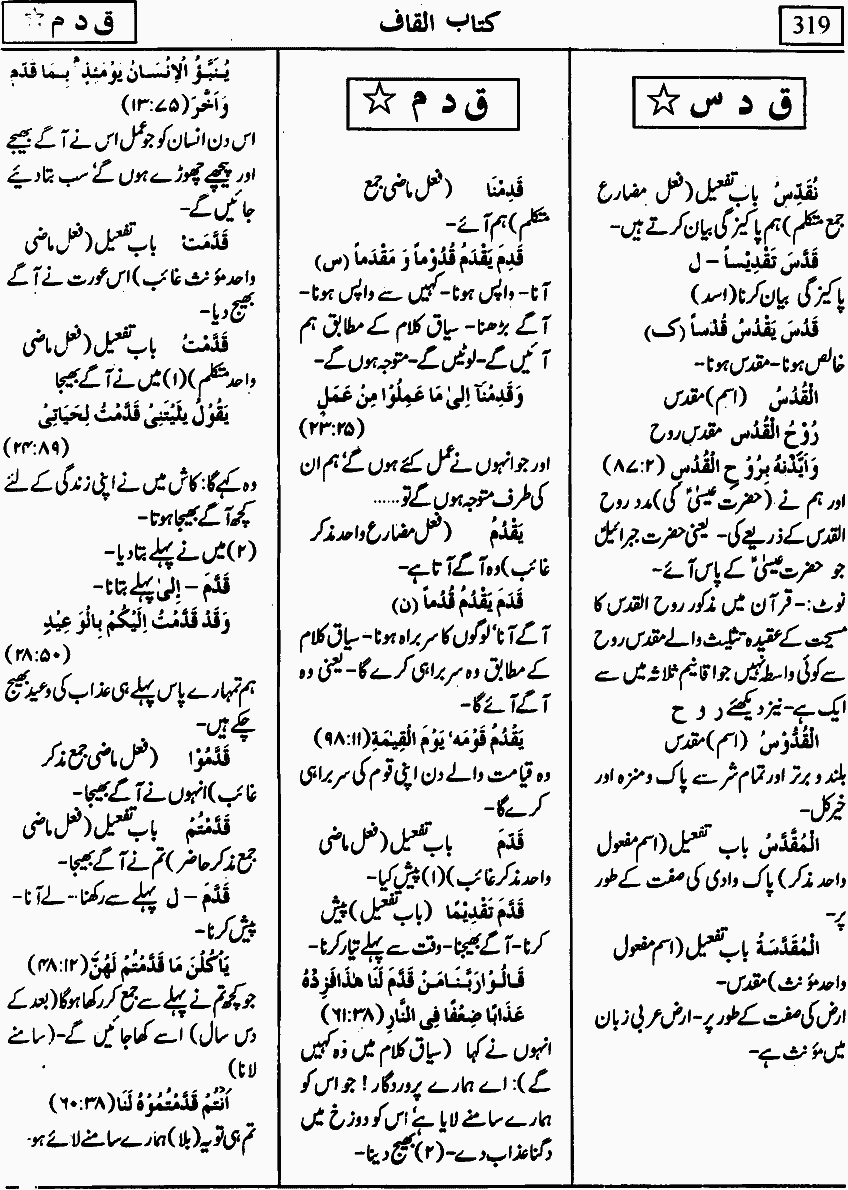 319
کتاب القاف
ق د م ☆
ق د س ☆
نُقَدِّسُ باب تفعیل (فعل مضارع
جمع متکلم) ہم پاکیزگی بیان کرتے ہیں۔
قَدَّسَ تَقْدِیْساً – ل
پاکیزگی بیان کرنا (اسد)
قَدُسَ یَقْدُسُ قُدْساً (ک)
خالص ہونا۔ مقدس ہونا۔
الْقُدُسُ (اسم) مقدس
رُوْحُ الْقُدُسِ مقدس روح
وَاَیَّدْنٰهُ بِرُوْحِ الْقُدُسِ (۸۷:۲)
اور ہم نے (حضرت عیسیٰؑ کی) مدد روح
القدس کے ذریعے کی۔ یعنی حضرت جبرائیلؑ
جو حضرت عیسیٰؑ کے پاس آئے۔
نوٹ:۔ قرآن میں مذکور روح القدس کا
مسیحت کے عقیدہ تثلیث والے مقدس روح
سے کوئی واسطہ نہیں جو اقانیم ثلاثہ میں سے
ایک ہے۔ نیز دیکھئے ر و ح
الْقُدُّوْسُ (اسم) مقدس
بلند و برتر اور تمام شر سے پاک و منزہ اور
خیر کل۔
الْمُقَدَّسُ باب تفعیل (اسم مفعول
واحد مذکر) پاک وادی کی صفت کے طور
پر۔
الْمُقَدَّسَةُ باب تفعیل (اسم مفعول
واحد مؤنث) مقدس۔
ارض کی صفت کے طور پر۔ ارض عربی زبان
میں مؤنث ہے۔
ق د م ☆
قَدِمْنَا (فعل ماضی جمع
متکلم) ہم آئے۔
قَدِمَ یَقْدَمُ قُدُوْماً وَ مَقْدَماً (س)
آنا۔ واپس ہونا۔ کہیں سے واپس ہونا۔
آگے بڑھنا۔ سیاق کلام کے مطابق ہم
آئیں گے۔ لوٹیں گے۔ متوجہ ہوں گے۔
وَقَدِمْنَآ اِلیٰ مَا عَمِلُوْا مِنْ عَمَلٍ
(۲۳:۲۵)
اور جو انہوں نے عمل کئے ہوں گے‘ ہم ان
کی طرف متوجہ ہوں گے تو......
یَقْدُمُ (فعل مضارع واحد مذکر
غائب) وہ آگے آتا ہے۔
قَدَمَ یَقْدُمُ قُدْماً (ن)
آگے آنا‘ لوگوں کا سربراہ ہونا۔ سیاق کلام
کے مطابق وہ سربراہی کرے گا۔ یعنی وہ
آگے آئے گا۔
یَقْدُمُ قَوْمَهٗ یَوْمَ الْقِیٰمَةِ (۹۸:۱۱)
وہ قیامت والے دن اپنی قوم کی سربراہی
کرے گا۔
قَدَّمَ باب تفعیل (فعل ماضی
واحد مذکر غائب) (۱) پیش کیا۔
قَدَّمَ تَقْدِیْمًا (باب تفعیل) پیش
کرنا۔ آگے بھیجنا۔ وقت سے پہلے تیار کرنا۔
قَالُوْا رَبَّنَا مَنْ قَدَّمَ لَنَا هٰذَا فَزِدْهُ
عَذَابًا ضِعْفًا فِی النَّارِ (۶۱:۳۸)
انہوں نے کہا (سیاق کلام میں وہ کہیں
گے): اے ہمارے پروردگار! جو اس کو
ہمارے سامنے لایا ہے‘ اس کو دوزخ میں
دگنا عذاب دے۔ (۲) بھیج دینا۔
یُنَبَّؤُ الْاِنْسَانُ یَوْمَئِذٍۭ بِمَا قَدَّمَ
وَاَخَّرَ (۱۳:۷۵)
اس دن انسان کو جو عمل اس نے آگے بھیجے
اور پیچھے چھوڑے ہوں گے‘ سب بتا دیئے
جائیں گے۔
قَدَّمَتْ باب تفعیل (فعل ماضی
واحد مؤنث غائب) اس عورت نے آگے
بھیج دیا۔
قَدَّمْتُ باب تفعیل (فعل ماضی
واحد متکلم) (۱) میں نے آگے بھیجا
یَقُوْلُ یٰلَیْتَنِیْ قَدَّمْتُ لِحَیَاتِیْ
(۲۴:۸۹)
وہ کہے گا: کاش میں نے اپنی زندگی کے لئے
کچھ آگے بھیجا ہوتا۔
(۲) میں نے پہلے بتا دیا۔
قَدَّمَ – اِلیٰ پہلے بتانا۔
وَقَدْ قَدَّمْتُ اِلَیْکُمْ بِالْوَعِیْدِ
(۲۸:۵۰)
ہم تمہارے پاس پہلے ہی عذاب کی وعید بھیج
چکے ہیں۔
قَدَّمُوْا (فعل ماضی جمع مذکر
غائب) انہوں نے آگے بھیجا۔
قَدَّمْتُمْ باب تفعیل (فعل ماضی
جمع مذکر حاضر) تم نے آگے بھیجا۔
قَدَّمَ – ل پہلے سے رکھنا۔ لے آنا۔
پیش کرنا۔
یَاْکُلْنَ مَا قَدَّمْتُمْ لَهُنَّ (۴۸:۱۲)
جو کچھ تم نے پہلے سے جمع کر رکھا ہو گا (بعد کے
دس سال) اسے کھا جائیں گے۔ (سامنے
لانا)
اَنْتُمْ قَدَّمْتُمُوْهُ لَنَا (۶۰:۳۸)
تم ہی تو یہ (بلا) ہمارے سامنے لائے ہو۔